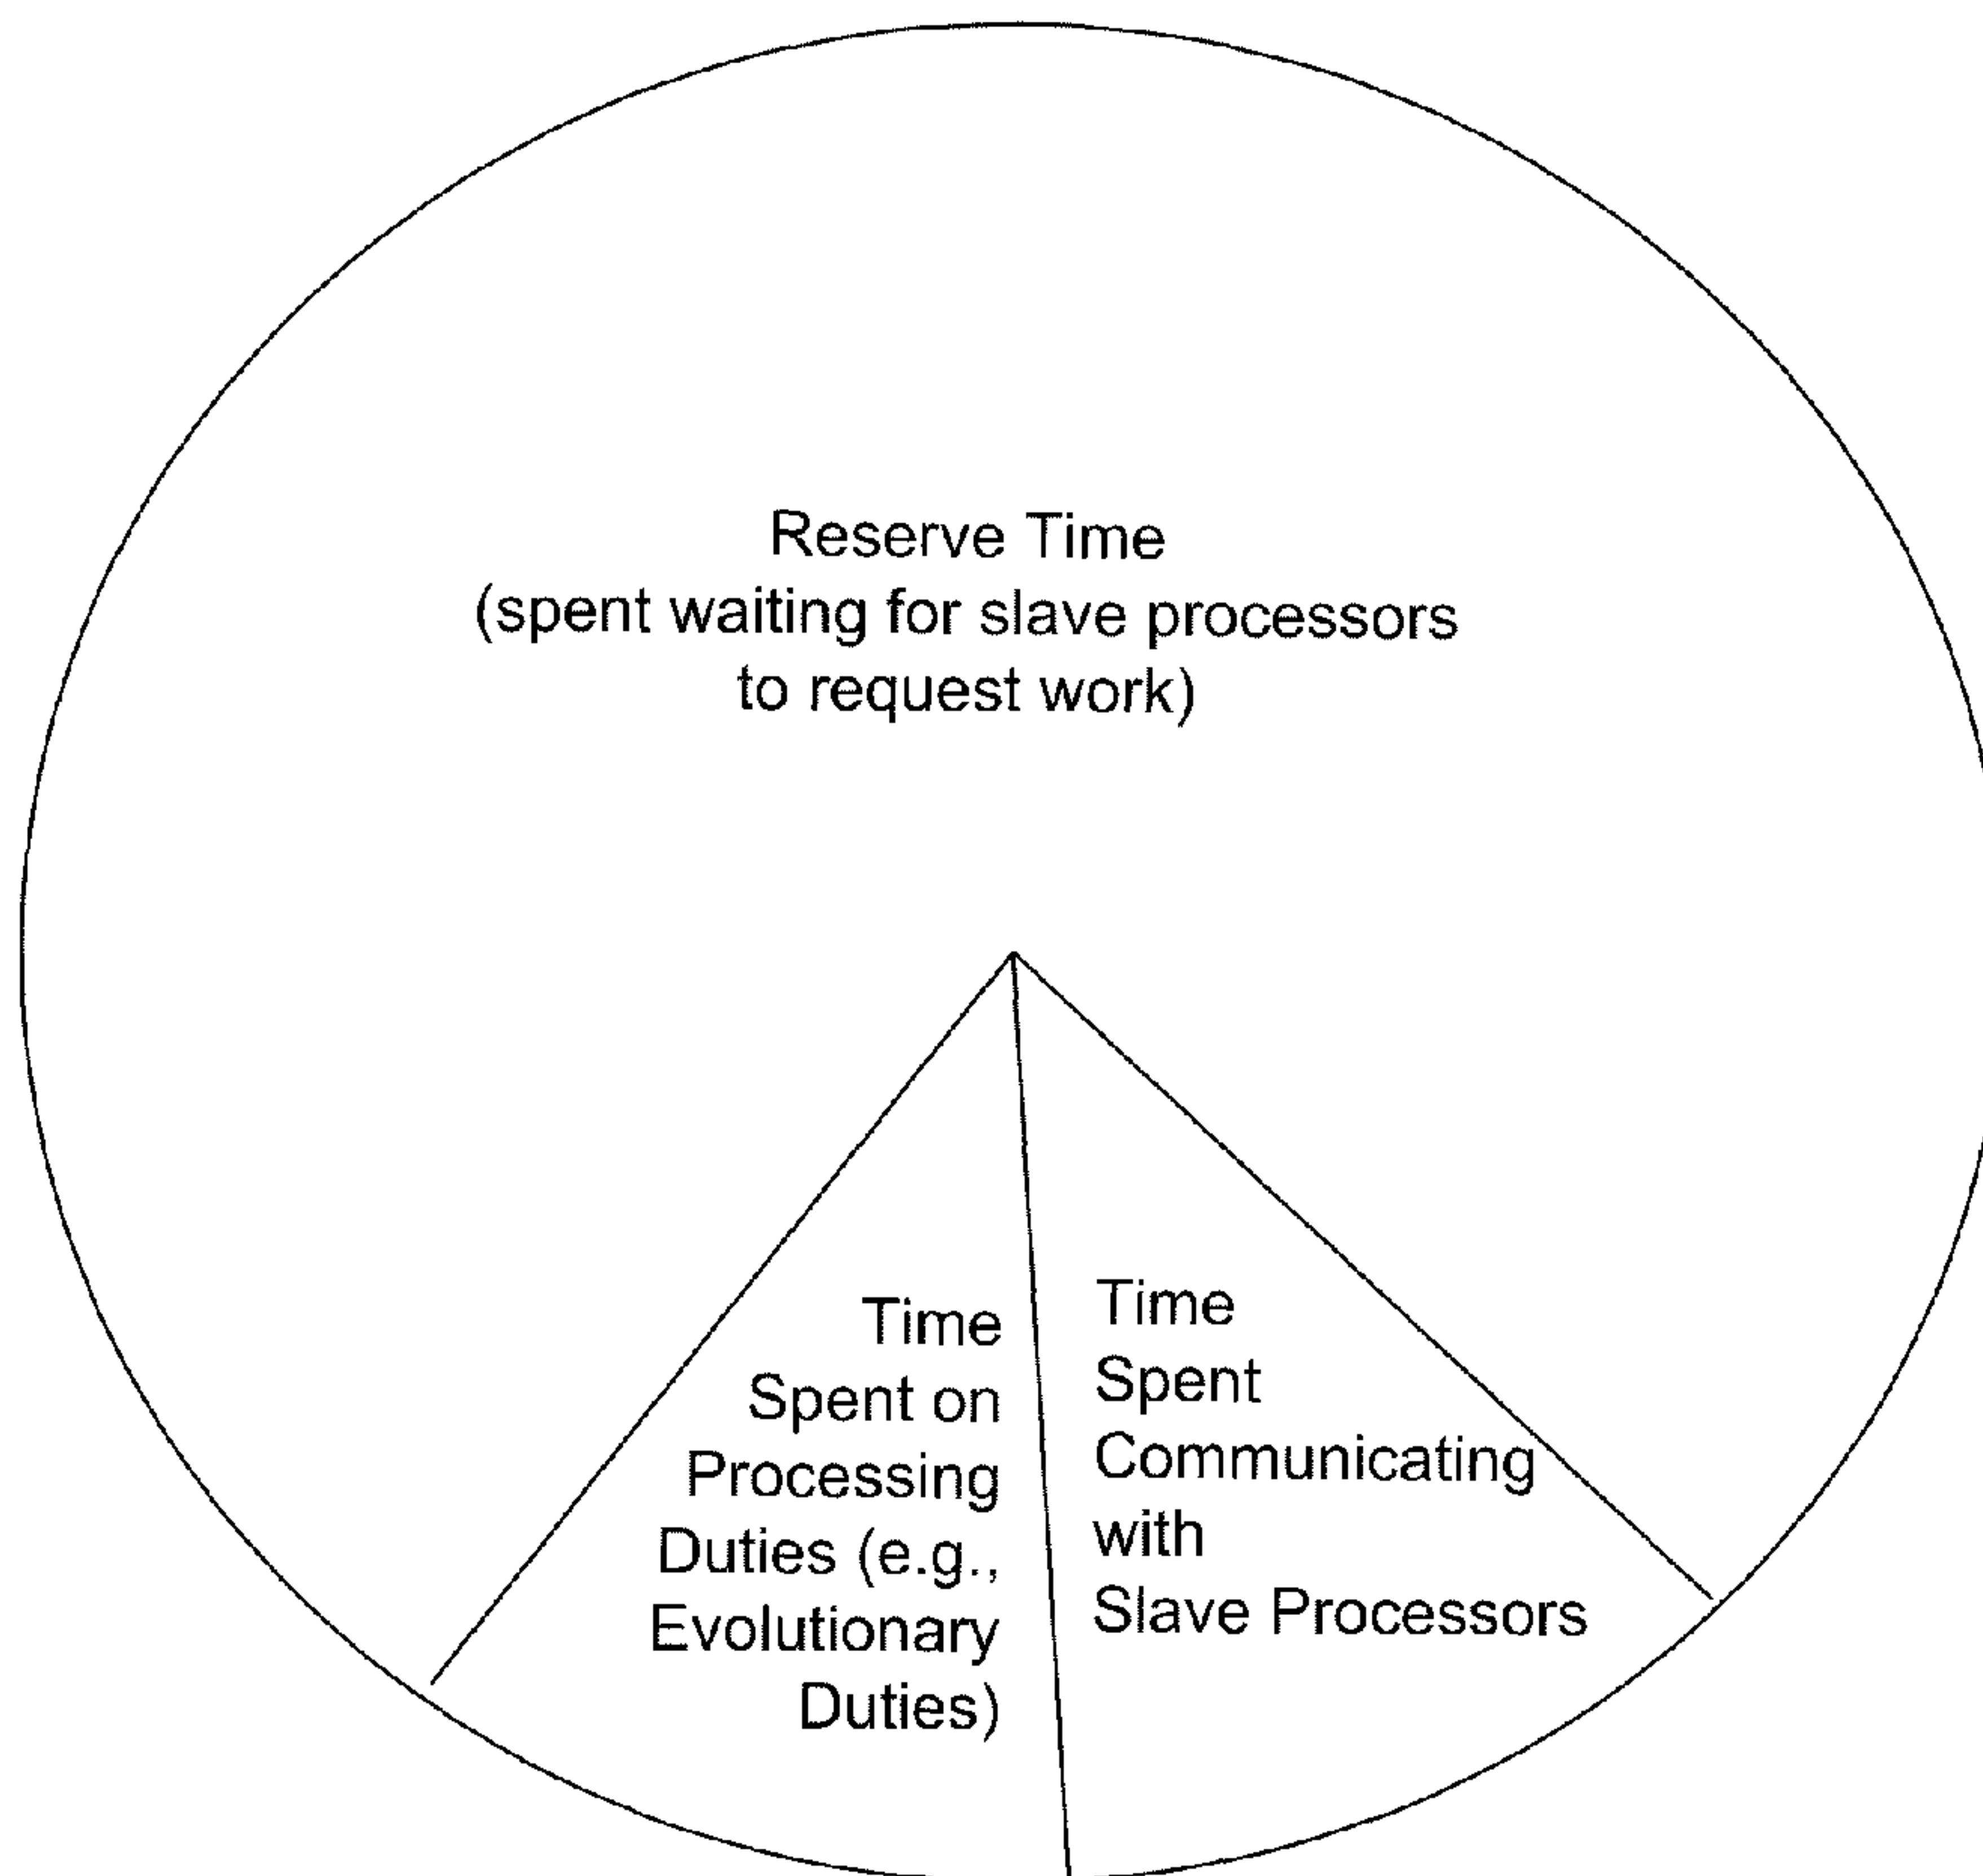 Reserve Time
(spent waiting for slave processors
to request work)
Time
Spent on
Processing
Duties (e.g.,
Evolutionary
Duties)
Time
Spent
Communicating
with
Slave Processors